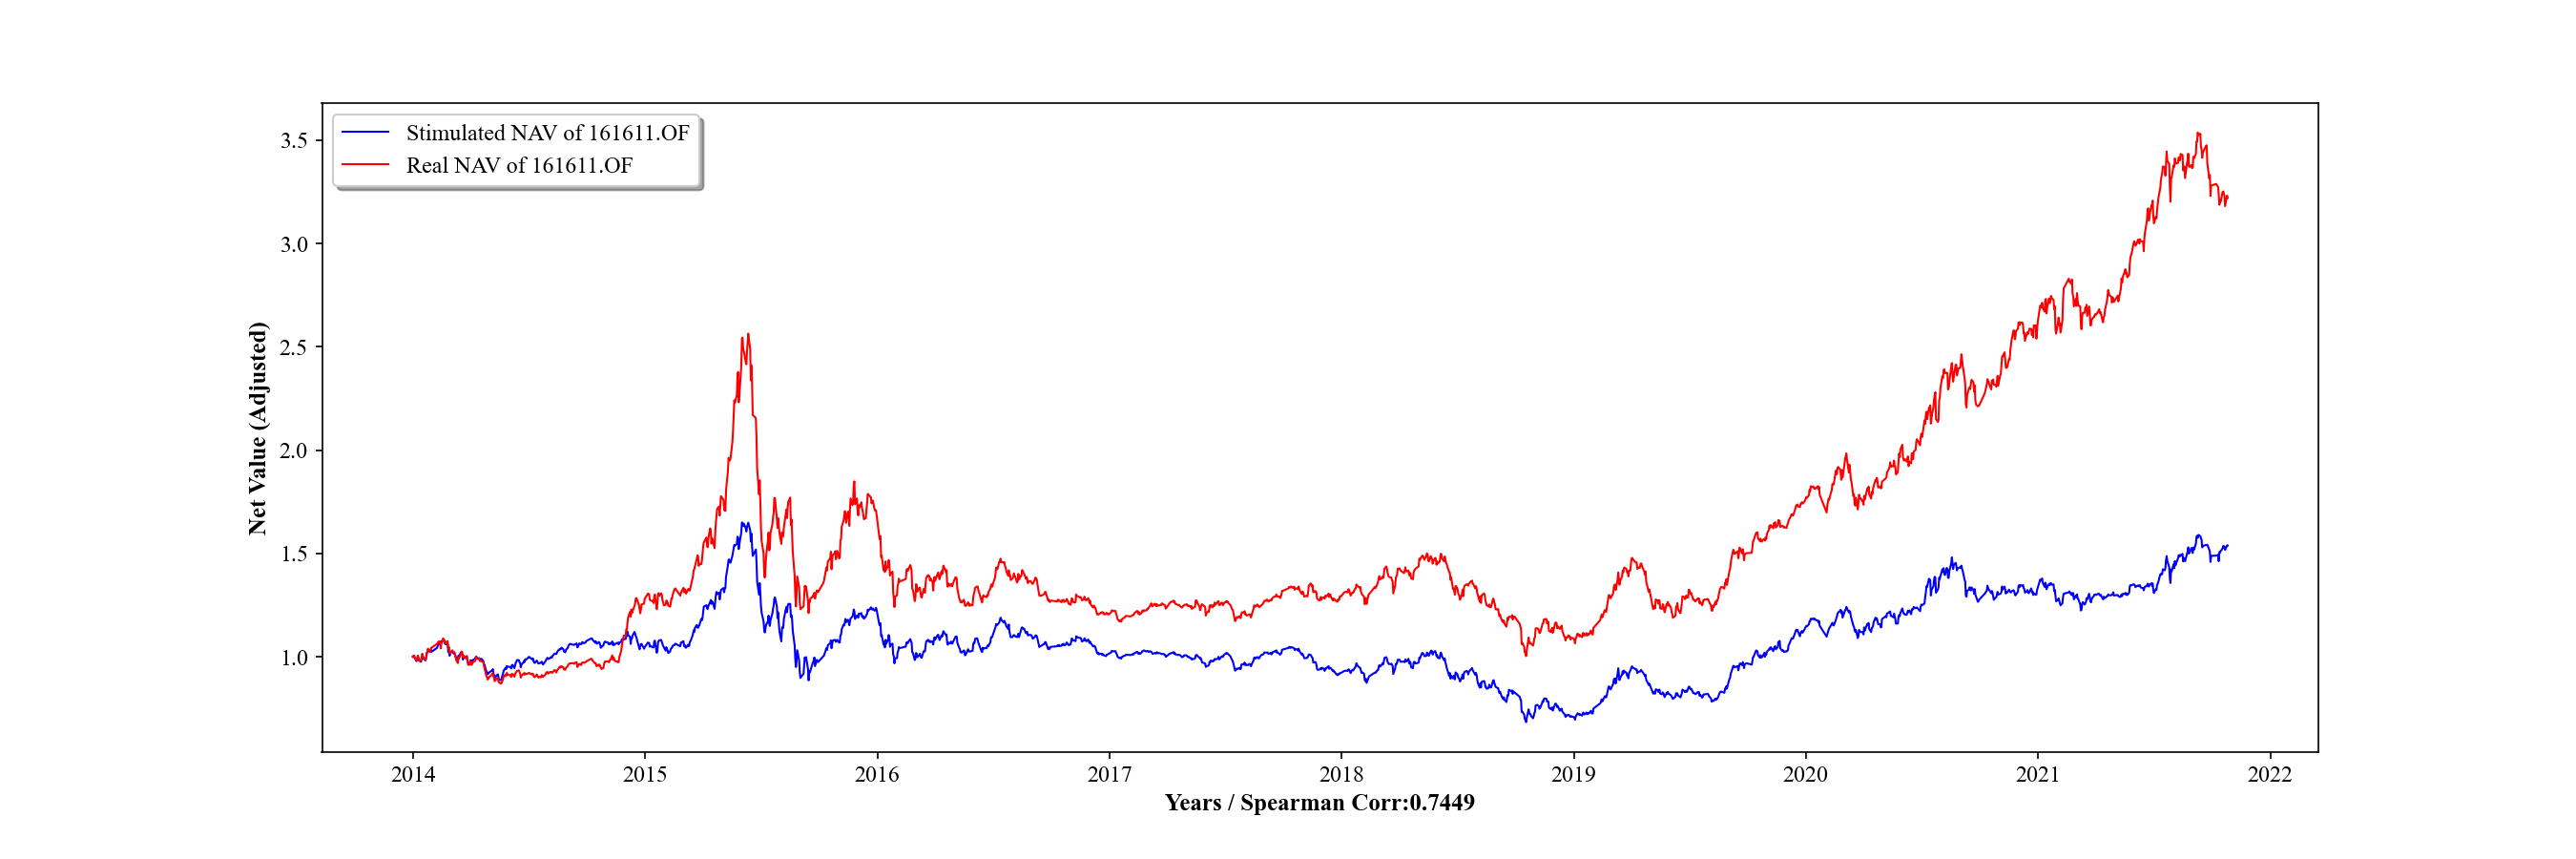 Stimulated NAV of 161611.OF
Real NAV of 161611.OF
3.5
3.0
2.5
2.0
1.5
1.0
Net Value (Adjusted)
2014 2015 2016 2017 2018 2019 2020 2021 2022
Years / Spearman Corr:0.7449